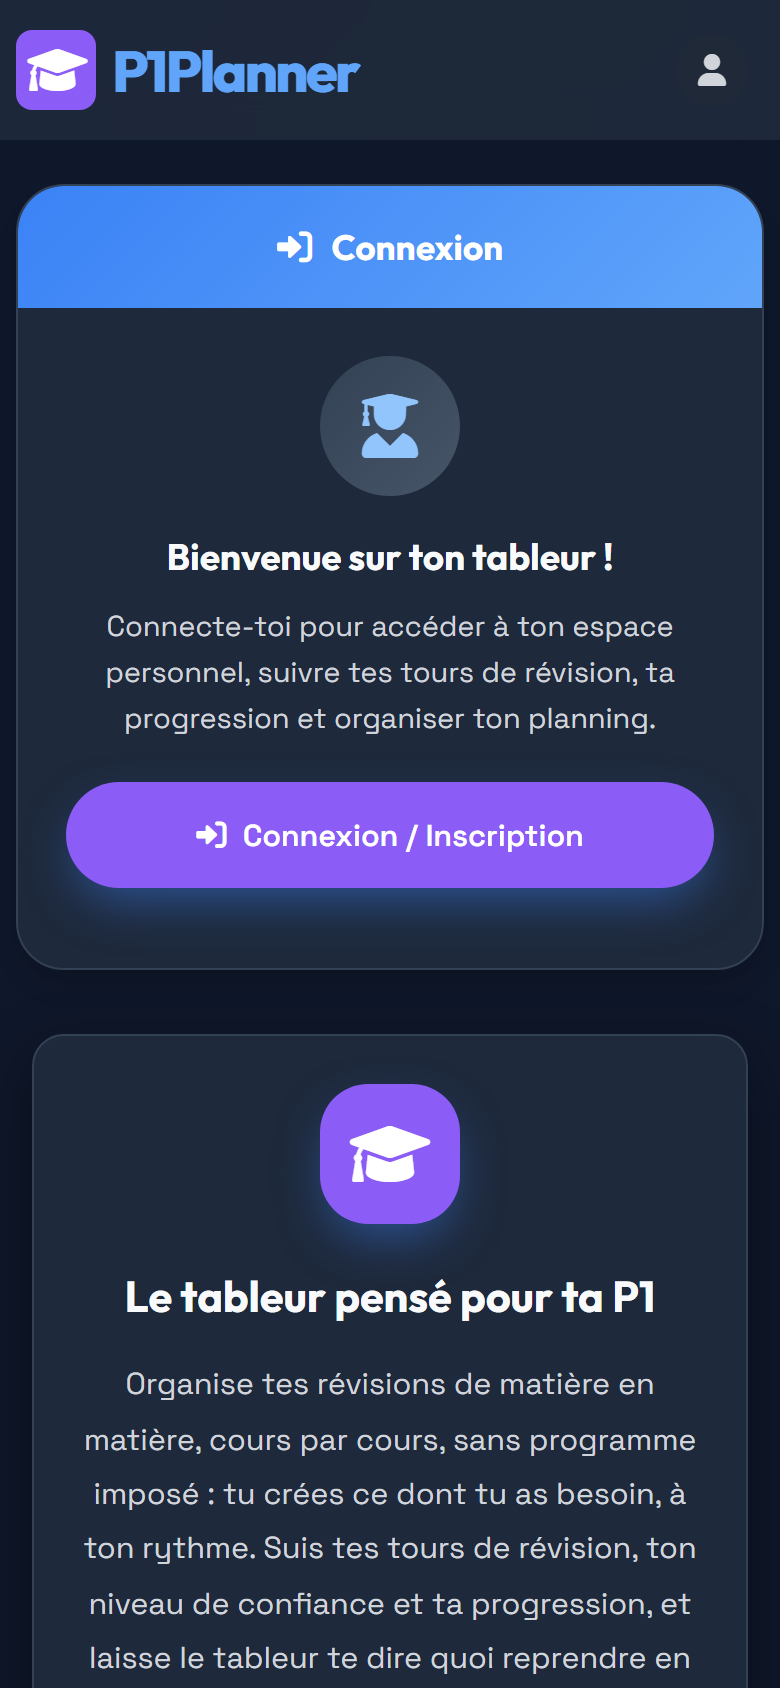 P1Planner
Connexion
Bienvenue sur ton tableur !
Connecte-toi pour accéder à ton espace
personnel, suivre tes tours de révision, ta
progression et organiser ton planning.
Connexion / Inscription
Le tableur pensé pour ta P1
Organise tes révisions de matière en
matière, cours par cours, sans programme
imposé : tu crées ce dont tu as besoin, à
ton rythme. Suis tes tours de révision, ton
niveau de confiance et ta progression, et
laisse le tableur te dire quoi reprendre en